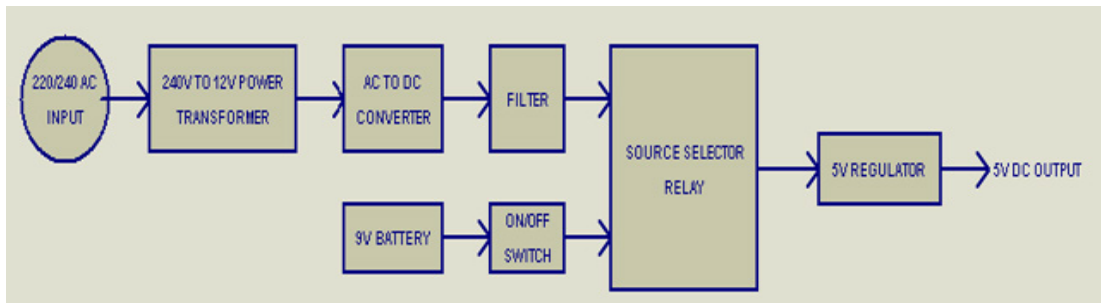 220/240 AC
INPUT
240V TO 12V POWER
TRANSFORMER
AC TO DC
CONVERTER
FILTER
SOURCE SELECTOR
RELAY
5V REGULATOR
5V DC OUTPUT
9V BATTERY
ON/OFF
SWITCH